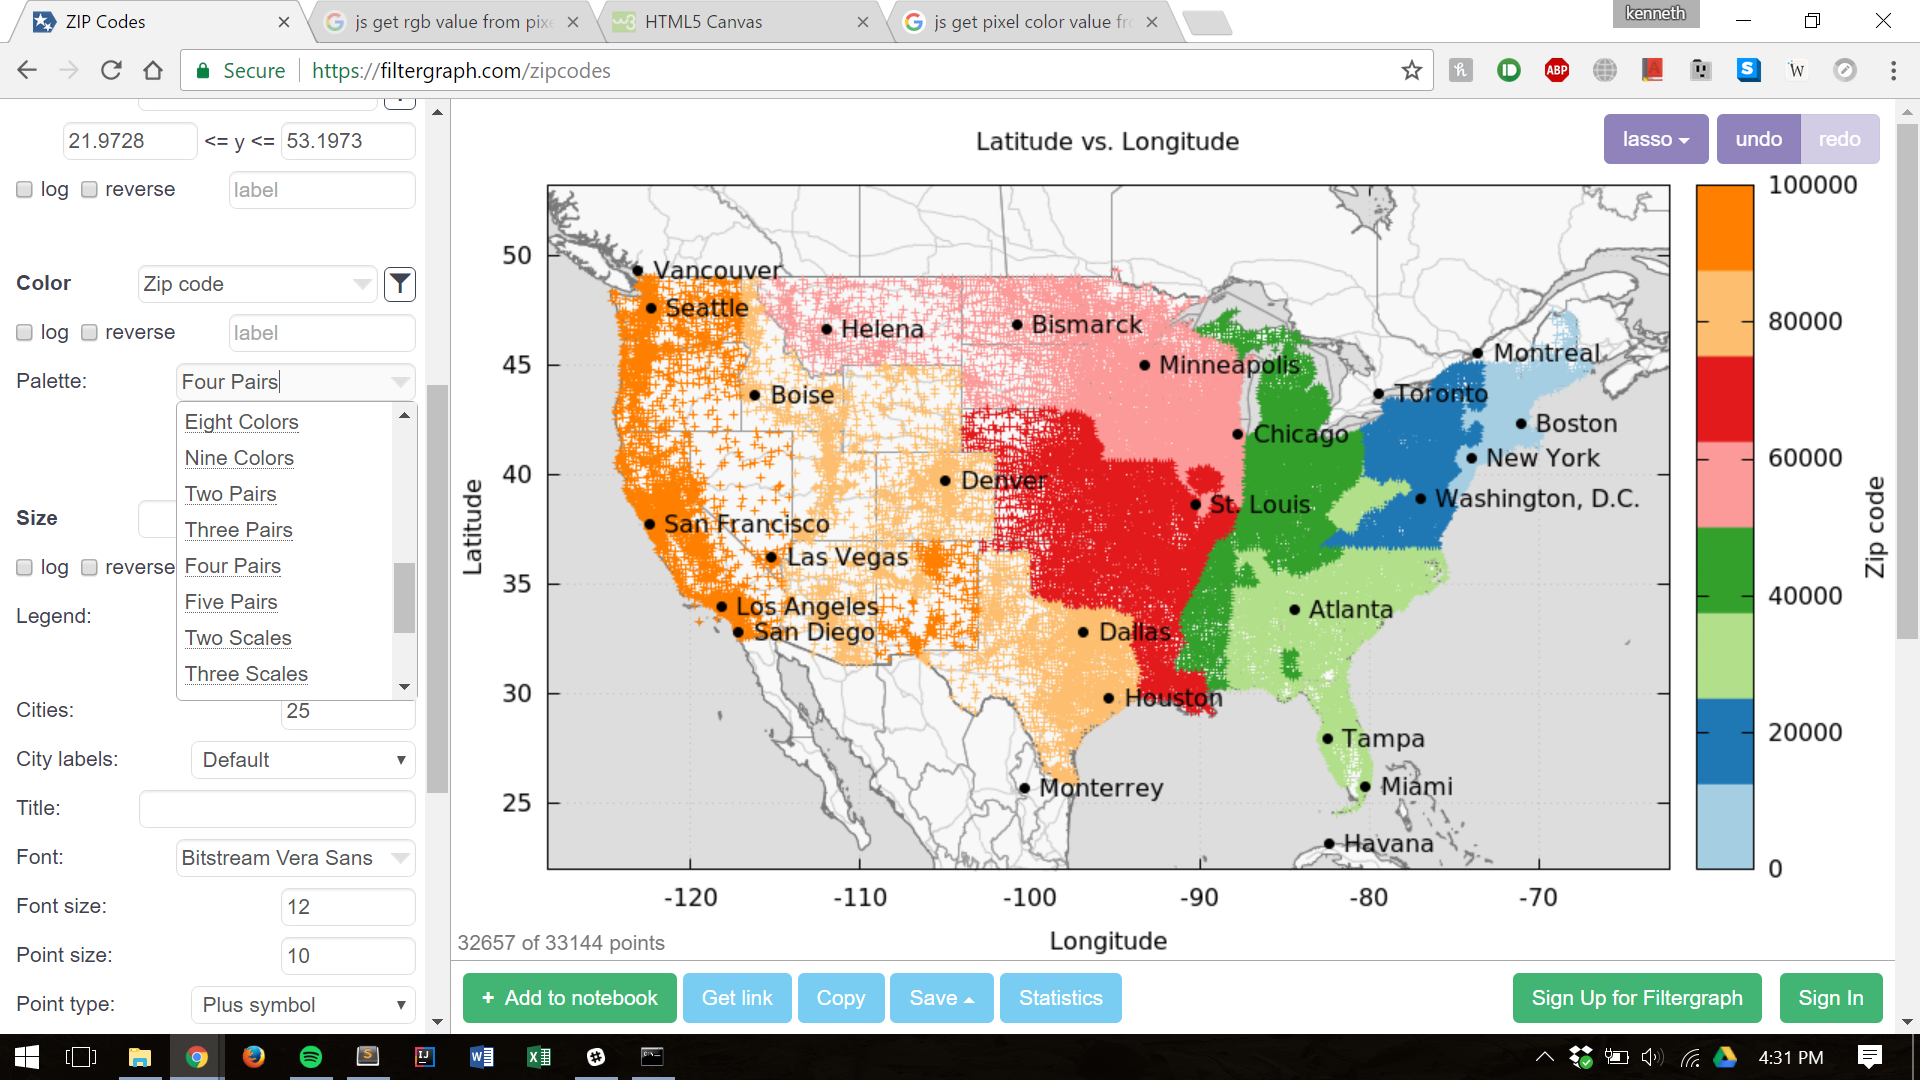 ZIP Codes
js get rgb value from pixe
HTML5 Canvas
js get pixel color value fr
kenneth
Secure
https://filtergraph.com/zipcodes
ABP
S
W
21.9728 <= y <= 53.1973
log reverse label
Color Zip code
log reverse label
Palette: Four Pairs
Eight Colors
Nine Colors
Two Pairs
Three Pairs
Four Pairs
Five Pairs
Two Scales
Three Scales
Size
log reverse
Legend:
Cities: 25
City labels: Default
Title:
Font: Bitstream Vera Sans
Font size: 12
Point size: 10
Point type: Plus symbol
Latitude vs. Longitude
lasso undo redo
Latitude
50
45
40
35
30
25
Vancouver
Seattle
Helena
Bismarck
Minneapolis
Montreal
Toronto
Boise
Boston
Chicago
New York
Denver
Washington, D.C.
St. Louis
San Francisco
Las Vegas
Los Angeles
Atlanta
San Diego
Dallas
Houston
Tampa
Monterrey
Miami
Havana
-120 -110 -100 -90 -80 -70
Longitude
100000
80000
60000
40000
20000
0
Zip code
32657 of 33144 points
+ Add to notebook Get link Copy Save Statistics Sign Up for Filtergraph Sign In
4:31 PM